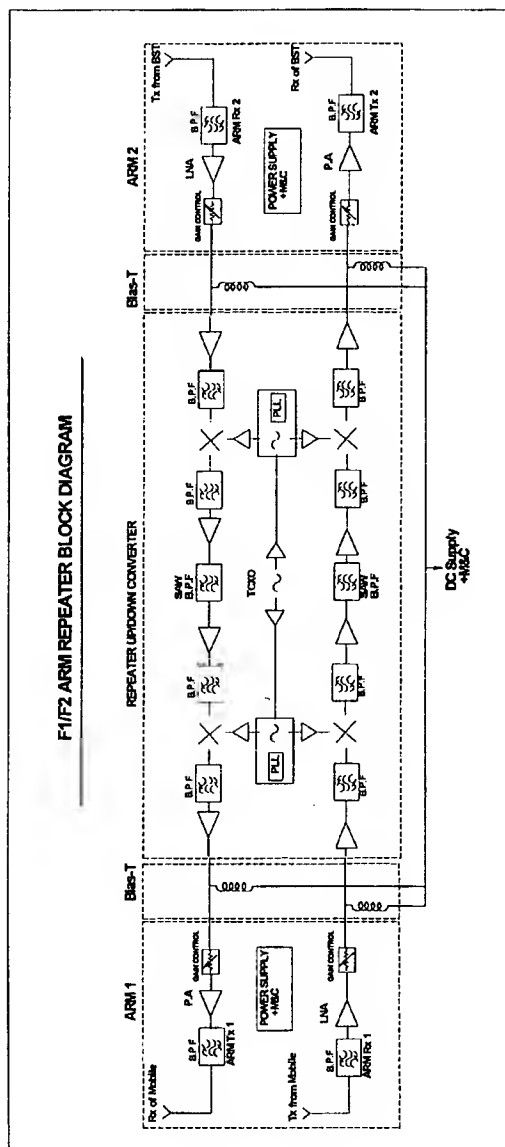 F1/F2 ARM REPEATER BLOCK DIAGRAM
ARM 1
Bias-T
REPEATER UP/DOWN CONVERTER
Bias-T
ARM 2
Rx of Mobile
B.P.F
ARM Tx 1
P.A
GAIN CONTROL
B.P.F
B.P.F
SAW
B.P.F
B.P.F
B.P.F
GAIN CONTROL
LNA
B.P.F
ARM Rx 2
Tx from BST
POWER SUPPLY
+M&C
PLL
TCXO
PLL
POWER SUPPLY
+M&C
Tx from Mobile
B.P.F
ARM Rx 1
LNA
GAIN CONTROL
B.P.F
B.P.F
SAW
B.P.F
B.P.F
B.P.F
GAIN CONTROL
P.A
B.P.F
ARM Tx 2
Rx of BST
DC Supply
+M&C